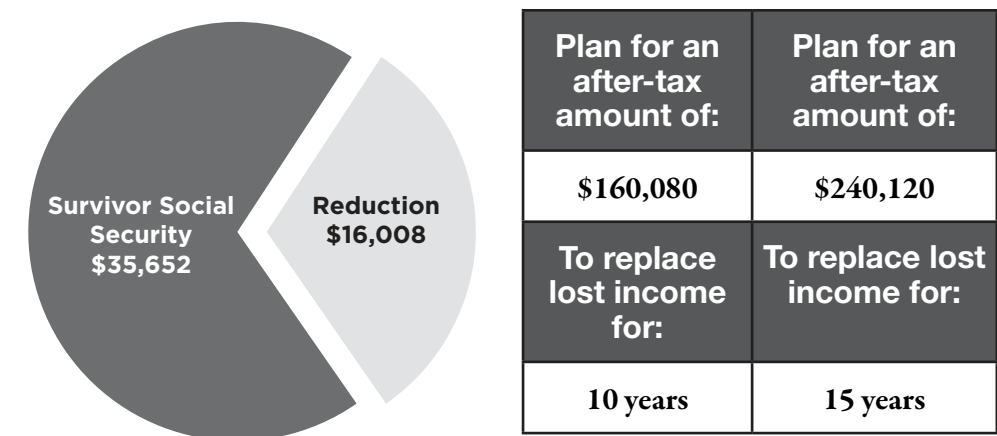 Survivor Social
Security
$35,652
Reduction
$16,008
Plan for an
after-tax
amount of:
Plan for an
after-tax
amount of:
$160,080
$240,120
To replace
lost income
for:
To replace lost
income for:
10 years
15 years